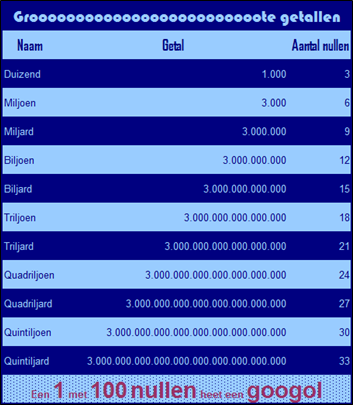 Grooooooooooooooooooooooote getallen
Naam Getal Aantal nullen
Duizend 1.000 3
Miljoen 3.000 6
Miljard 3.000.000 9
Biljoen 3.000.000.000 12
Biljard 3.000.000.000.000 15
Triljoen 3.000.000.000.000.000 18
Triljard 3.000.000.000.000.000.000 21
Quadriljoen 3.000.000.000.000.000.000.000 24
Quadriljard 3.000.000.000.000.000.000.000.000 27
Quintiljoen 3.000.000.000.000.000.000.000.000.000 30
Quintiljard 3.000.000.000.000.000.000.000.000.000.000 33
Een 1 met 100 nullen heet een googol